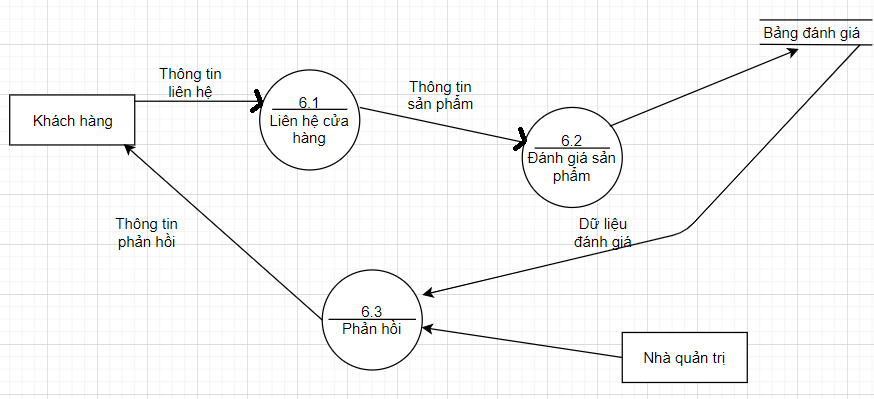 Bảng đánh giá
Thông tin
liên hệ
Thông tin
sản phẩm
6.1
Liên hệ cửa
hàng
Khách hàng
6.2
Đánh giá sản
phẩm
Thông tin
phản hồi
Dữ liệu
đánh giá
6.3
Phản hồi
Nhà quản trị